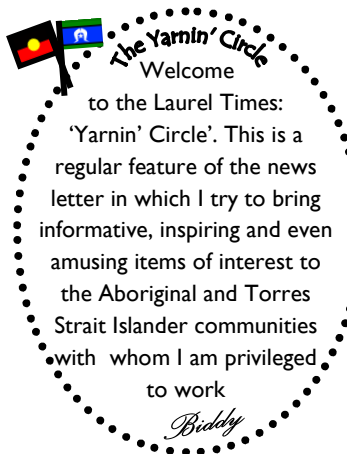 The Yarnin' Circle
Welcome
to the Laurel Times:
‘Yarnin’ Circle’. This is a
regular feature of the news
letter in which I try to bring
informative, inspiring and even
amusing items of interest to
the Aboriginal and Torres
Strait Islander communities
with whom I am privileged
to work
Biddy